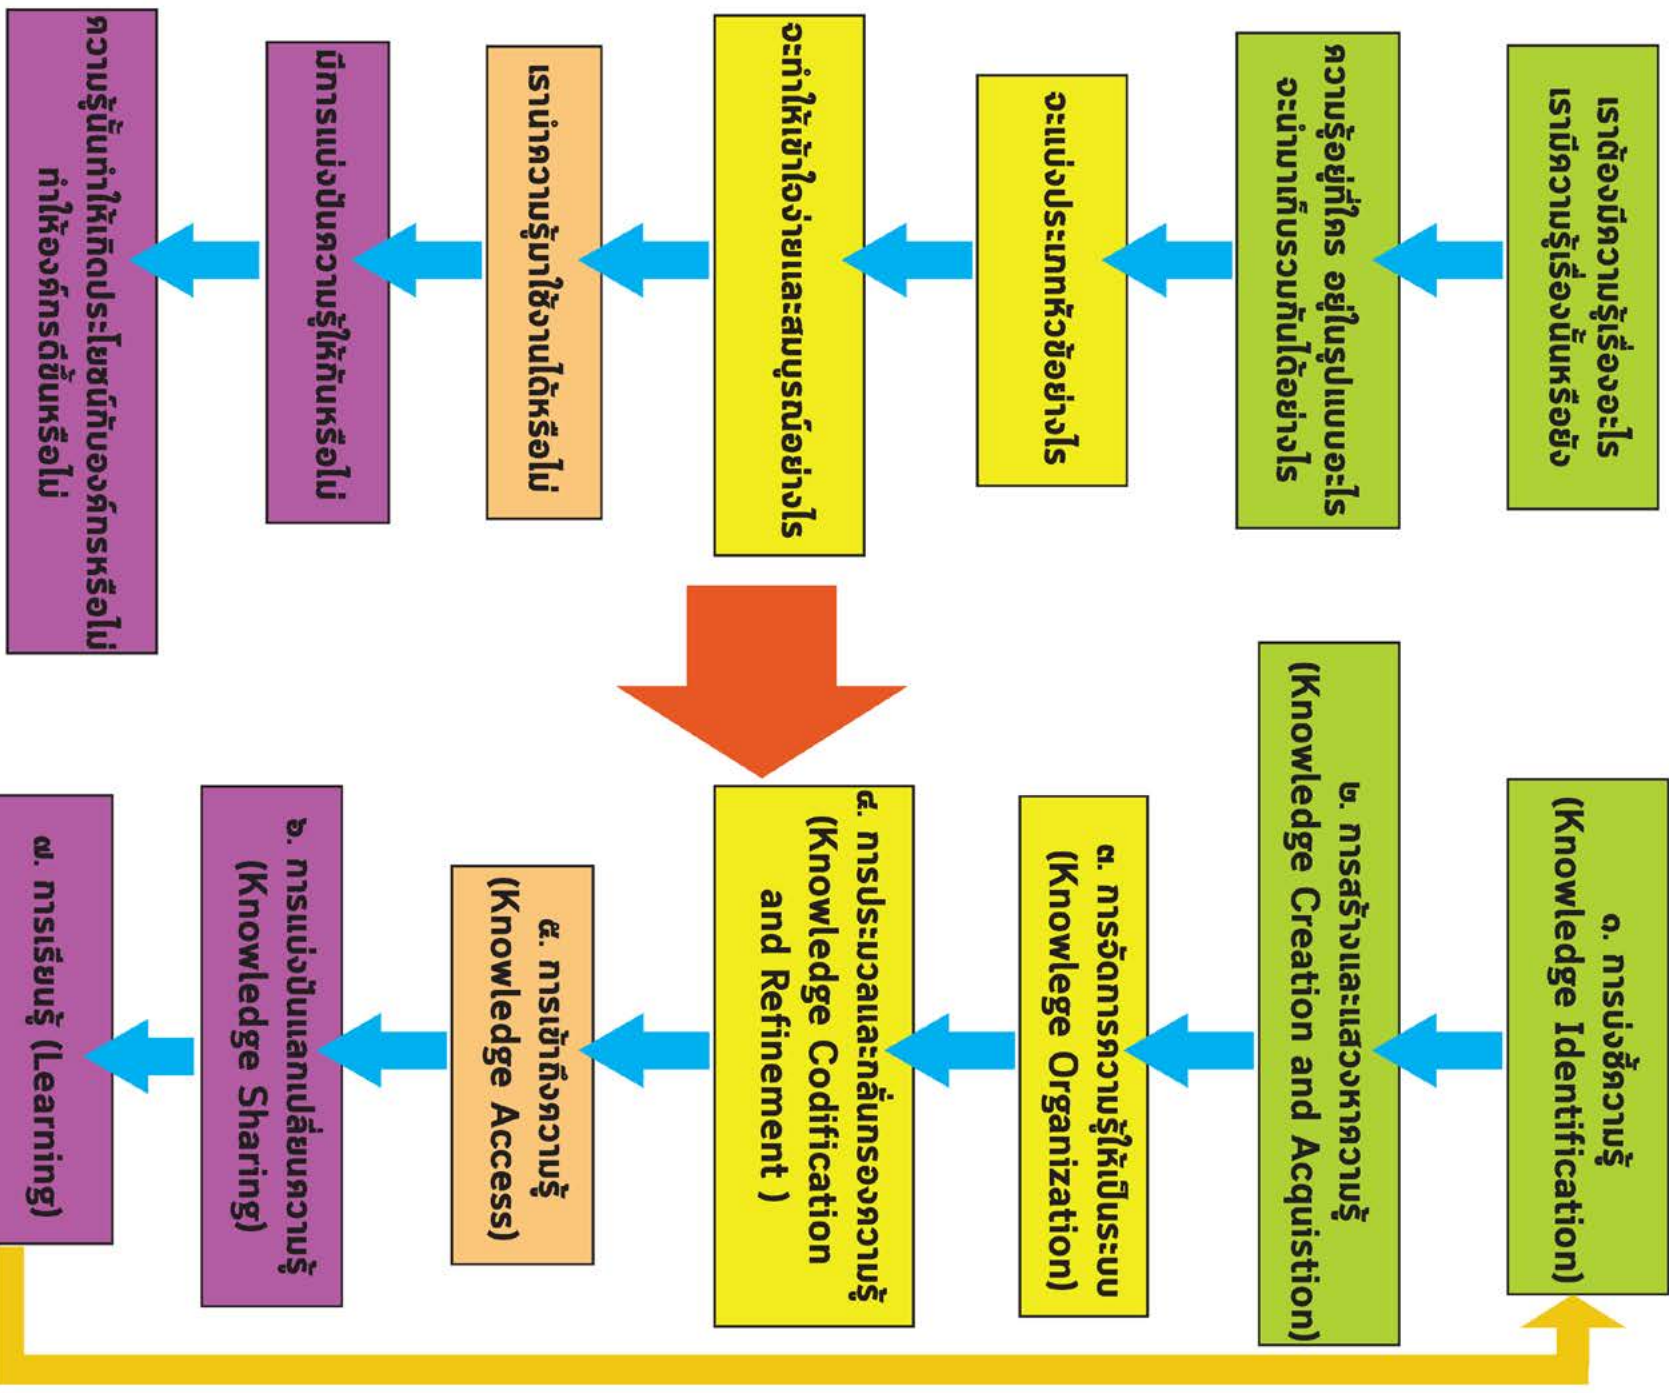 เราต้องมีความรู้เรื่องอะไร
เรามีความรู้เรื่องนั้นหรือยัง
ความรู้อยู่ที่ใคร อยู่ในรูปแบบอะไร
จะนำมาเก็บรวมกันได้อย่างไร
จะแบ่งประเภทหัวข้ออย่างไร
จะทำให้เข้าใจง่ายและสมบูรณ์อย่างไร
เรานำความรู้มาใช้งานได้หรือไม่
มีการแบ่งปันความรู้ให้กันหรือไม่
ความรู้นั้นทำให้เกิดประโยชน์กับองค์กรหรือไม่
ทำให้องค์กรดีขึ้นหรือไม่
๑. การบ่งชี้ความรู้
(Knowledge Identification)
๒. การสร้างและแสวงหาความรู้
(Knowledge Creation and Acquistion)
๓. การจัดการความรู้ให้เป็นระบบ
(Knowlege Organization)
๔. การประมวลและกลั่นกรองความรู้
(Knowledge Codification
and Refinement )
๕. การเข้าถึงความรู้
(Knowledge Access)
๖. การแบ่งปันแลกเปลี่ยนความรู้
(Knowledge Sharing)
๗. การเรียนรู้ (Learning)